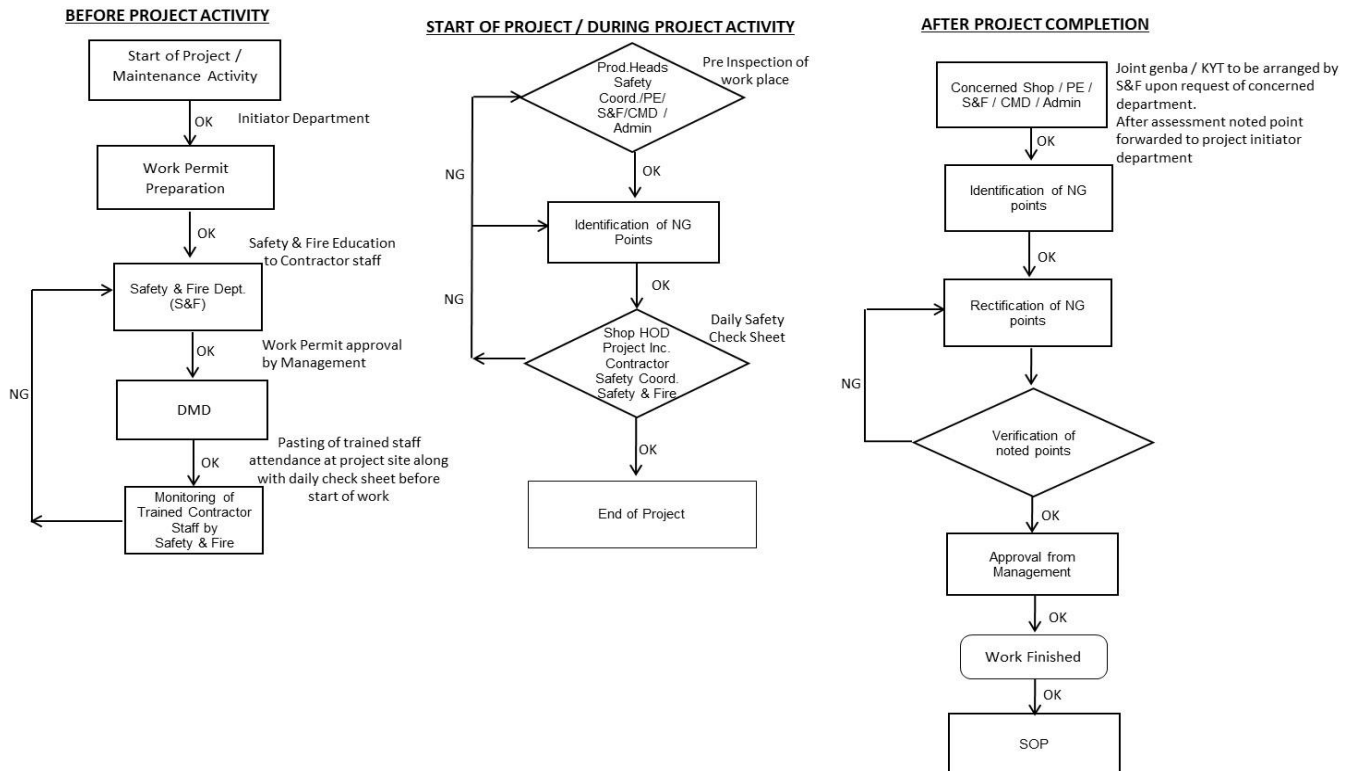 BEFORE PROJECT ACTIVITY
Start of Project /
Maintenance Activity
OK
Initiator Department
Work Permit
Preparation
OK
Safety & Fire Education
to Contractor staff
Safety & Fire Dept.
(S&F)
OK
Work Permit approval
by Management
NG
DMD
OK
Pasting of trained staff
attendance at project site along
with daily check sheet before
start of work
Monitoring of
Trained Contractor
Staff by
Safety & Fire
START OF PROJECT / DURING PROJECT ACTIVITY
Prod.Heads
Safety
Coord./PE/
S&F/CMD /
Admin
Pre Inspection of
work place
NG
OK
Identification of NG
Points
OK
NG
Daily Safety
Check Sheet
Shop HOD
Project Inc.
Contractor
Safety Coord.
Safety & Fire
OK
End of Project
AFTER PROJECT COMPLETION
Concerned Shop / PE /
S&F / CMD / Admin
Joint genba / KYT to be arranged by
S&F upon request of concerned
department.
After assessment noted point
forwarded to project initiator
department
OK
Identification of NG
points
OK
Rectification of NG
points
NG
Verification of
noted points
OK
Approval from
Management
OK
Work Finished
OK
SOP